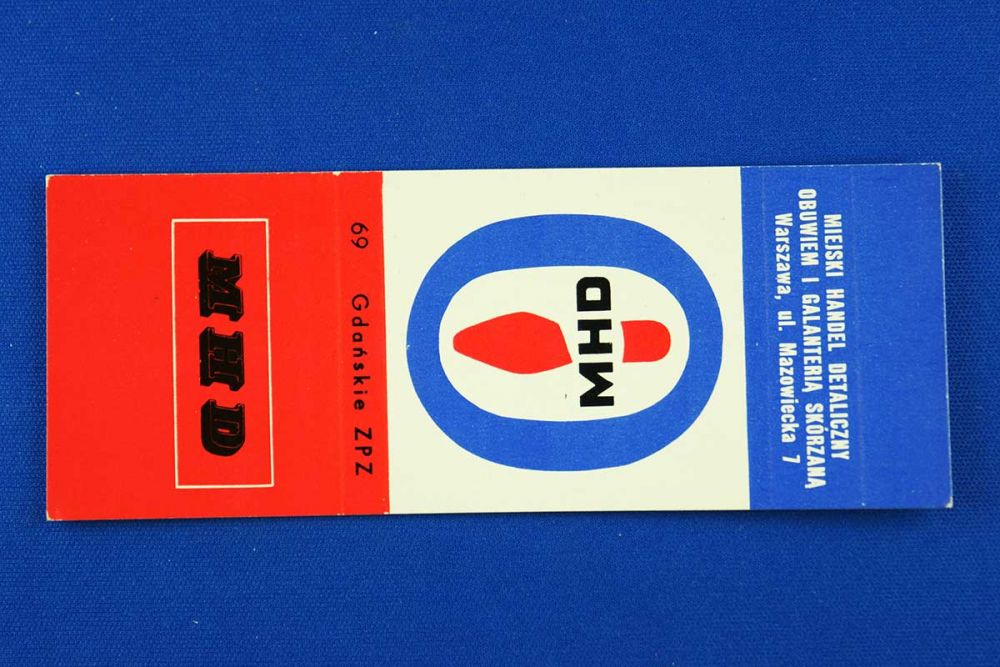 MIEJSKI HANDEL DETALICZNY
OBUWIEM I GALANTERIĄ SKÓRZANĄ
Warszawa, ul. Mazowiecka 7
MHD
69 Gdańskie ZPZ
MHD